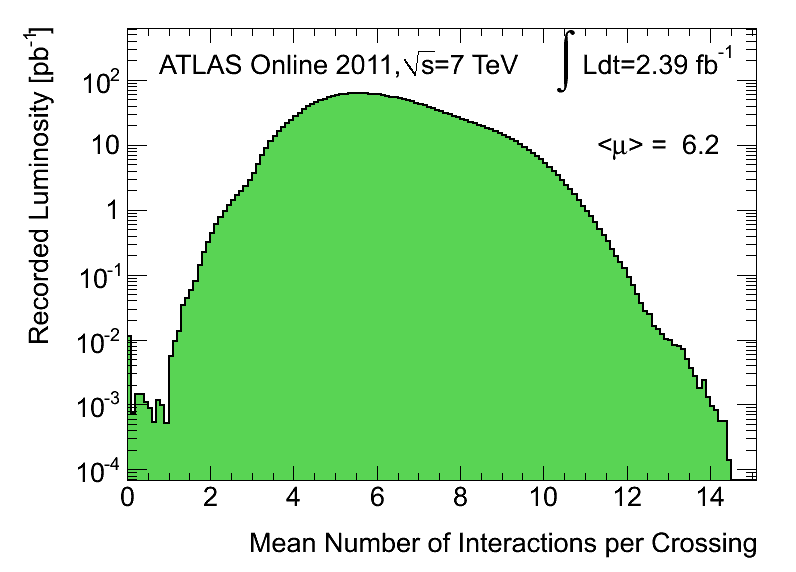 ATLAS Online 2011, √s=7 TeV ∫ Ldt=2.39 fb⁻¹
<μ> = 6.2
Recorded Luminosity [pb⁻¹]
10²
10
1
10⁻¹
10⁻²
10⁻³
10⁻⁴
0 2 4 6 8 10 12 14
Mean Number of Interactions per Crossing